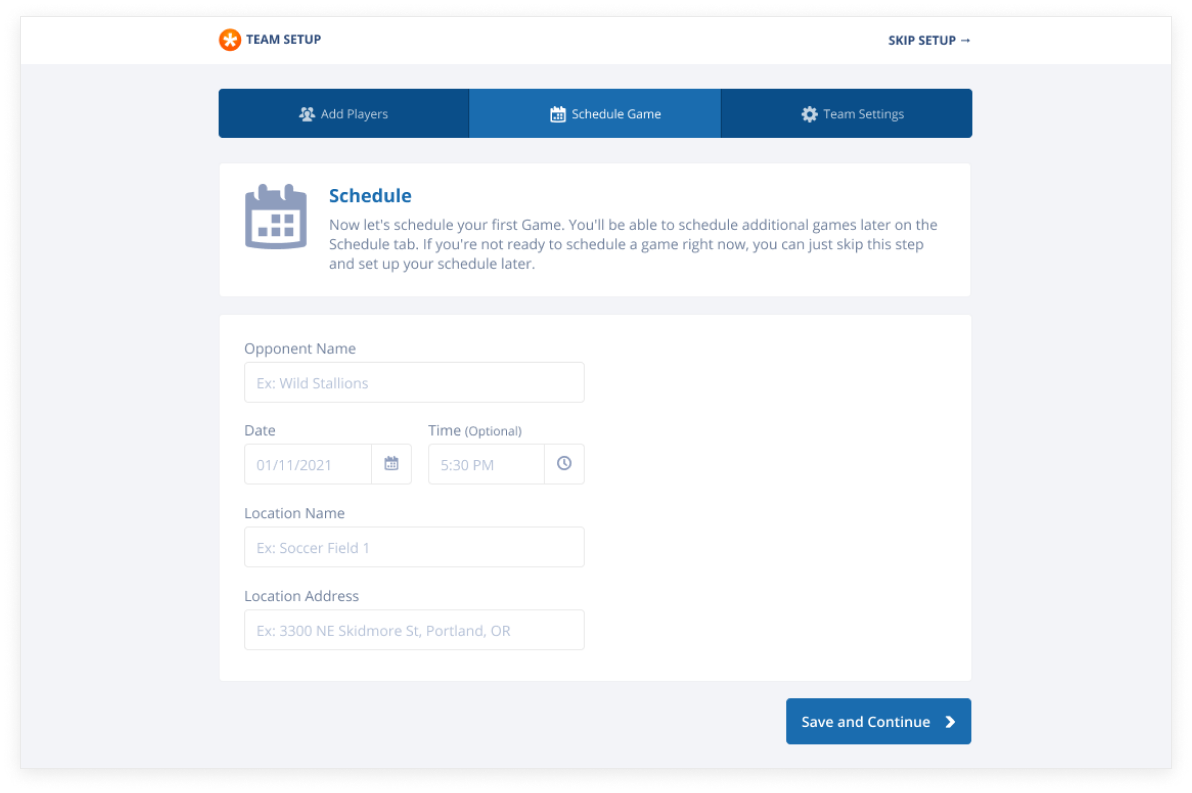 TEAM SETUP
SKIP SETUP →
Add Players
Schedule Game
Team Settings
Schedule
Now let's schedule your first Game. You'll be able to schedule additional games later on the
Schedule tab. If you're not ready to schedule a game right now, you can just skip this step
and set up your schedule later.
Opponent Name
Ex: Wild Stallions
Date
Time (Optional)
01/11/2021
5:30 PM
Location Name
Ex: Soccer Field 1
Location Address
Ex: 3300 NE Skidmore St, Portland, OR
Save and Continue